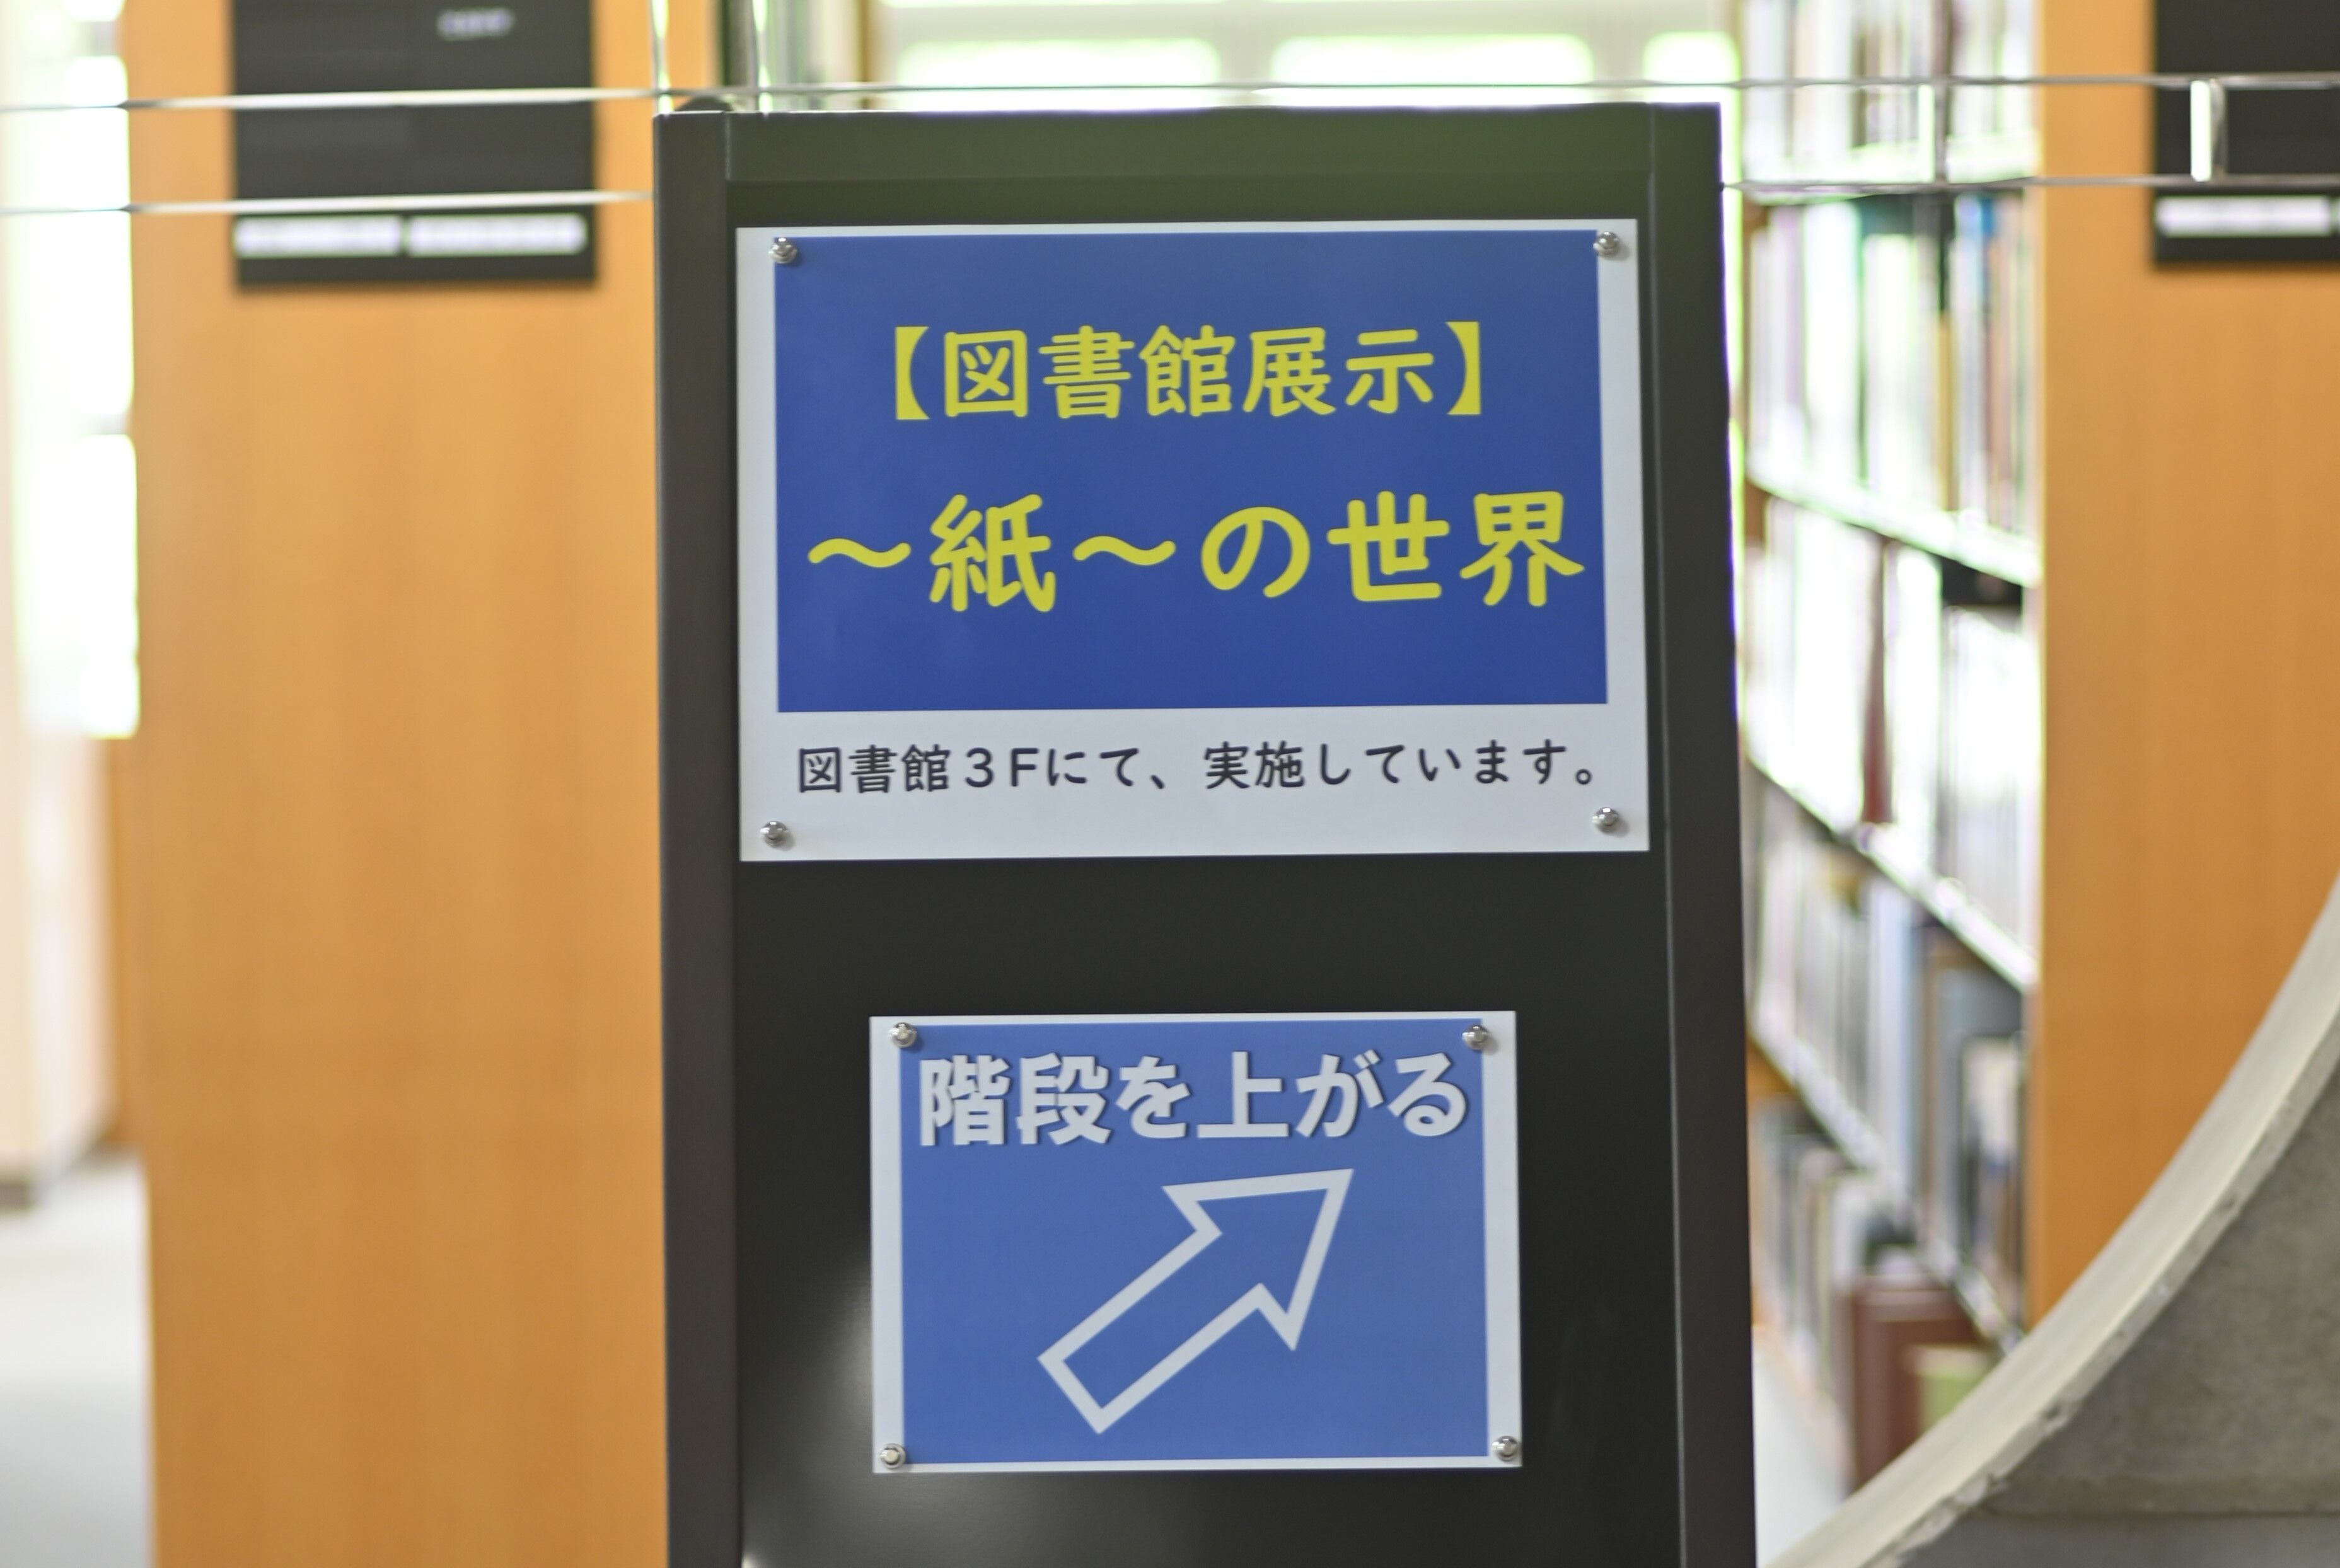 【図書館展示】
～紙～の世界
図書館３Fにて、実施しています。
階段を上がる